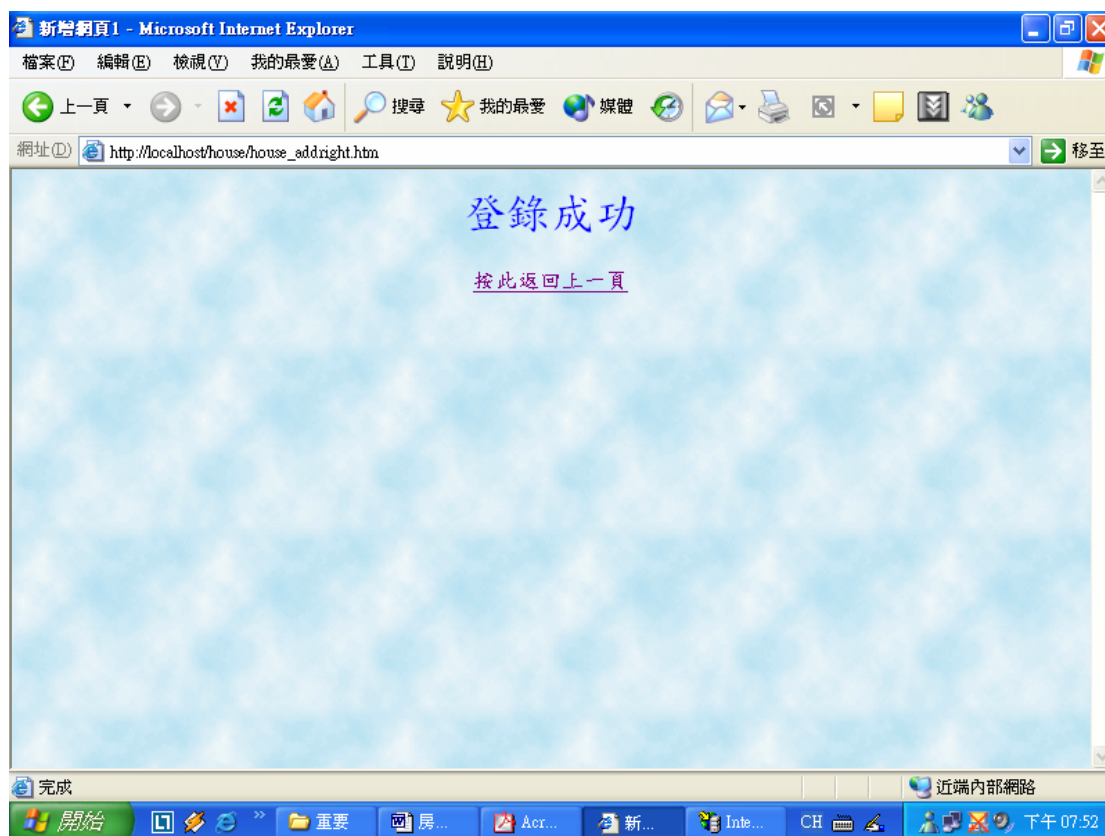 新增網頁1 - Microsoft Internet Explorer
檔案(F) 編輯(E) 檢視(V) 我的最愛(A) 工具(T) 說明(H)
上一頁 搜尋 我的最愛 媒體
網址(D) http://localhost/house/house_addright.htm 移至
登錄成功
按此返回上一頁
完成 近端內部網路
開始 重要 房... Acr... 新... Inte... CH 下午 07:52